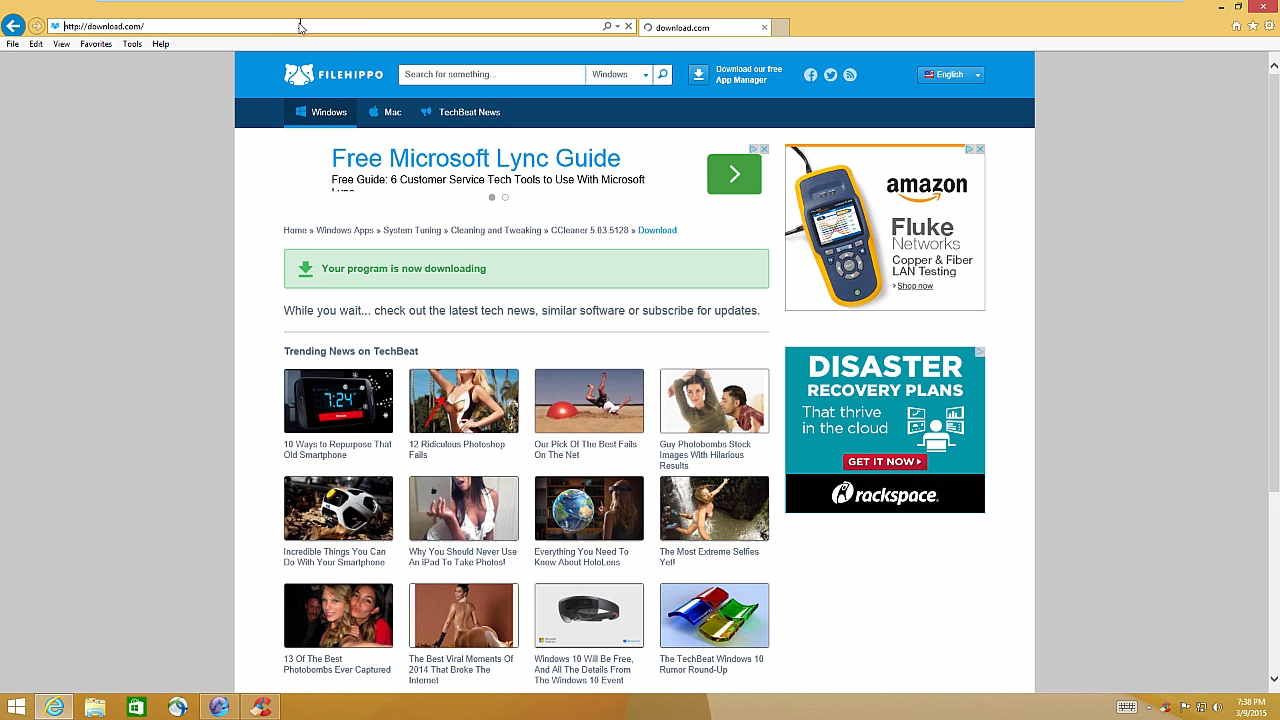 http://download.com/
download.com
File Edit View Favorites Tools Help
FILEHIPPO
Search for something...
Windows
Download our free
App Manager
English
Windows
Mac
TechBeat News
Free Microsoft Lync Guide
Free Guide: 6 Customer Service Tech Tools to Use With Microsoft
amazon
Fluke
Networks
Copper & Fiber
LAN Testing
Shop now
Home » Windows Apps » System Tuning » Cleaning and Tweaking » CCleaner 5.03.5128 » Download
Your program is now downloading
While you wait... check out the latest tech news, similar software or subscribe for updates.
Trending News on TechBeat
7:24
10 Ways to Repurpose That
Old Smartphone
12 Ridiculous Photoshop
Fails
Our Pick Of The Best Fails
On The Net
Guy Photobombs Stock
Images With Hilarious
Results
DISASTER
RECOVERY PLANS
That thrive
in the cloud
GET IT NOW
rackspace.
Incredible Things You Can
Do With Your Smartphone
Why You Should Never Use
An iPad To Take Photos!
Everything You Need To
Know About HoloLens
The Most Extreme Selfies
Yet!
13 Of The Best
Photobombs Ever Captured
The Best Viral Moments Of
2014 That Broke The
Internet
Windows 10 Will Be Free,
And All The Details From
The Windows 10 Event
The TechBeat Windows 10
Rumor Round-Up
7:38 PM
3/9/2015